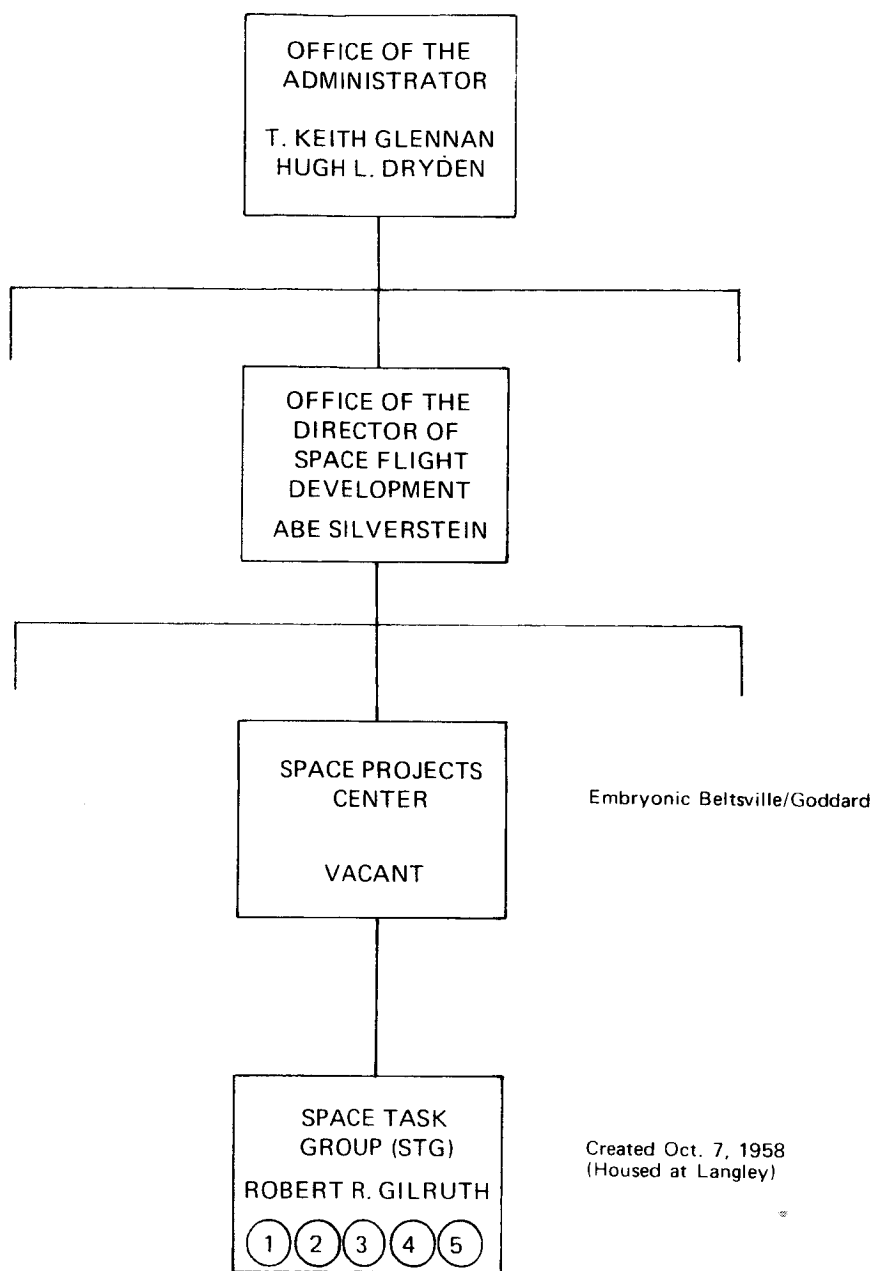 OFFICE OF THE
ADMINISTRATOR
T. KEITH GLENNAN
HUGH L. DRYDEN
OFFICE OF THE
DIRECTOR OF
SPACE FLIGHT
DEVELOPMENT
ABE SILVERSTEIN
SPACE PROJECTS
CENTER
VACANT
Embryonic Beltsville/Goddard
SPACE TASK
GROUP (STG)
ROBERT R. GILRUTH
1 2 3 4 5
Created Oct. 7, 1958
(Housed at Langley)